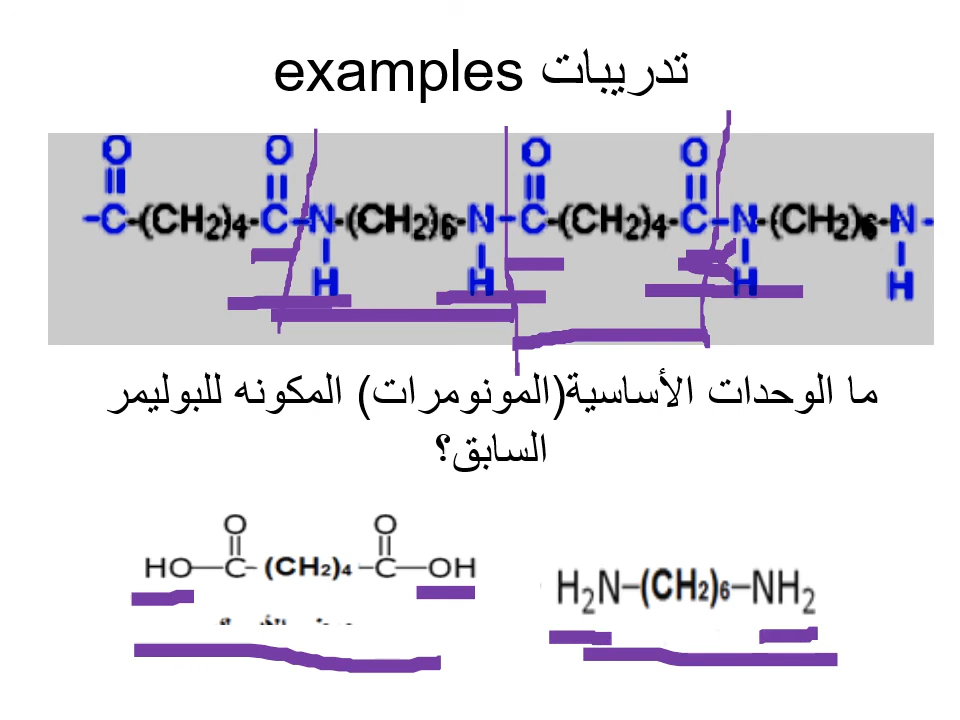 تدريبات examples
O O O O
-C-(CH2)4-C-N-(CH2)6-N-C-(CH2)4-C-N-(CH2)6-N-
H H H H
ما الوحدات الأساسية(المونومرات) المكونه للبوليمر
السابق؟
O O
HO—C-(CH2)4-C—OH
H2N-(CH2)6-NH2